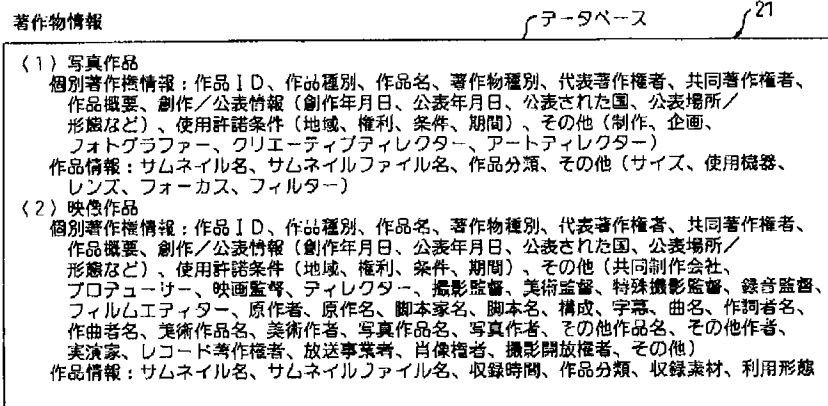 著作物情報 データベース 21
(1)写真作品
個別著作権情報:作品ID、作品種別、作品名、著作物種別、代表著作権者、共同著作権者、
作品概要、創作/公表情報(創作年月日、公表年月日、公表された国、公表場所/
形態など)、使用許諾条件(地域、権利、条件、期間)、その他(制作、企画、
フォトグラファー、クリエーティブディレクター、アートディレクター)
作品情報:サムネイル名、サムネイルファイル名、作品分類、その他(サイズ、使用機器、
レンズ、フォーカス、フィルター)
(2)映像作品
個別著作権情報:作品ID、作品種別、作品名、著作物種別、代表著作権者、共同著作権者、
作品概要、創作/公表情報(創作年月日、公表年月日、公表された国、公表場所/
形態など)、使用許諾条件(地域、権利、条件、期間)、その他(共同制作会社、
プロデューサー、映画監督、ディレクター、撮影監督、美術監督、特殊撮影監督、録音監督、
フィルムエディター、原作者、原作名、脚本家名、脚本名、構成、字幕、曲名、作詞者名、
作曲者名、美術作品名、美術作者、写真作品名、写真作者、その他作品名、その他作者、
実演家、レコード著作権者、放送事業者、肖像権者、撮影開放権者、その他)
作品情報:サムネイル名、サムネイルファイル名、収録時間、作品分類、収録素材、利用形態